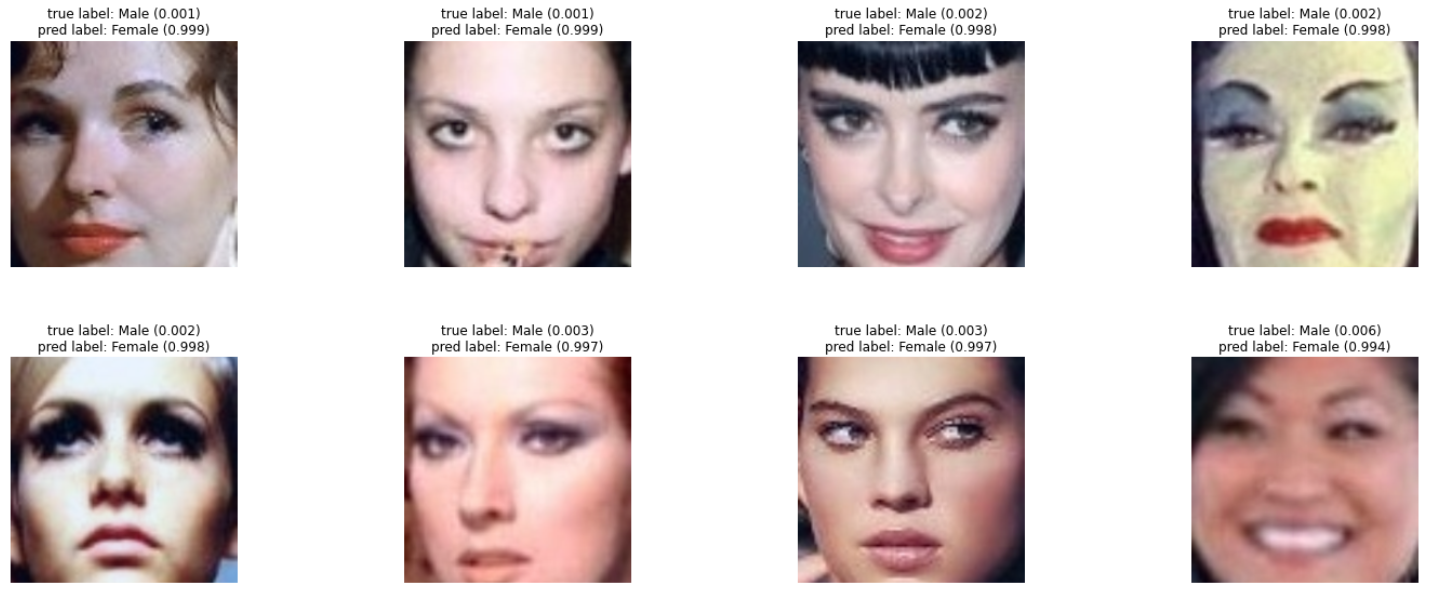 true label: Male (0.001)
pred label: Female (0.999)
true label: Male (0.001)
pred label: Female (0.999)
true label: Male (0.002)
pred label: Female (0.998)
true label: Male (0.002)
pred label: Female (0.998)
true label: Male (0.002)
pred label: Female (0.998)
true label: Male (0.003)
pred label: Female (0.997)
true label: Male (0.003)
pred label: Female (0.997)
true label: Male (0.006)
pred label: Female (0.994)